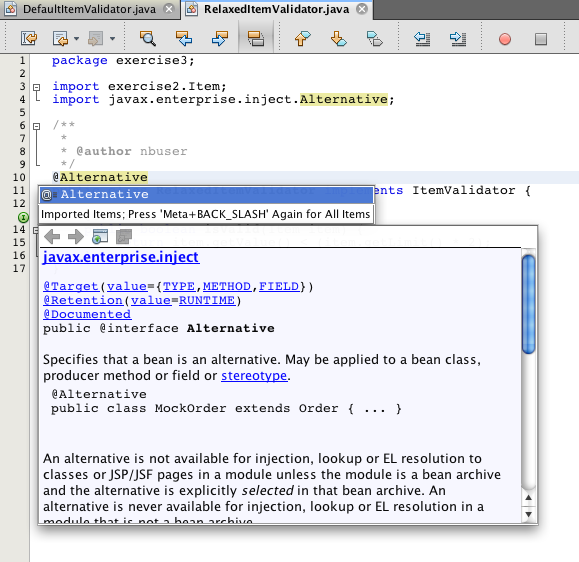 DefaultItemValidator.java
RelaxedItemValidator.java
1 package exercise3;
2
3 import exercise2.Item;
4 import javax.enterprise.inject.Alternative;
5
6 /**
7 *
8 * @author nbuser
9 */
10 @Alternative
11 ents ItemValidator {
12
14
15
16
17
@ Alternative
Imported Items; Press 'Meta+BACK_SLASH' Again for All Items
javax.enterprise.inject
@Target(value={TYPE,METHOD,FIELD})
@Retention(value=RUNTIME)
@Documented
public @interface Alternative
Specifies that a bean is an alternative. May be applied to a bean class,
producer method or field or stereotype.
@Alternative
public class MockOrder extends Order { ... }
An alternative is not available for injection, lookup or EL resolution to
classes or JSP/JSF pages in a module unless the module is a bean archive
and the alternative is explicitly selected in that bean archive. An
alternative is never available for injection, lookup or EL resolution in a
module that is not a bean archive.